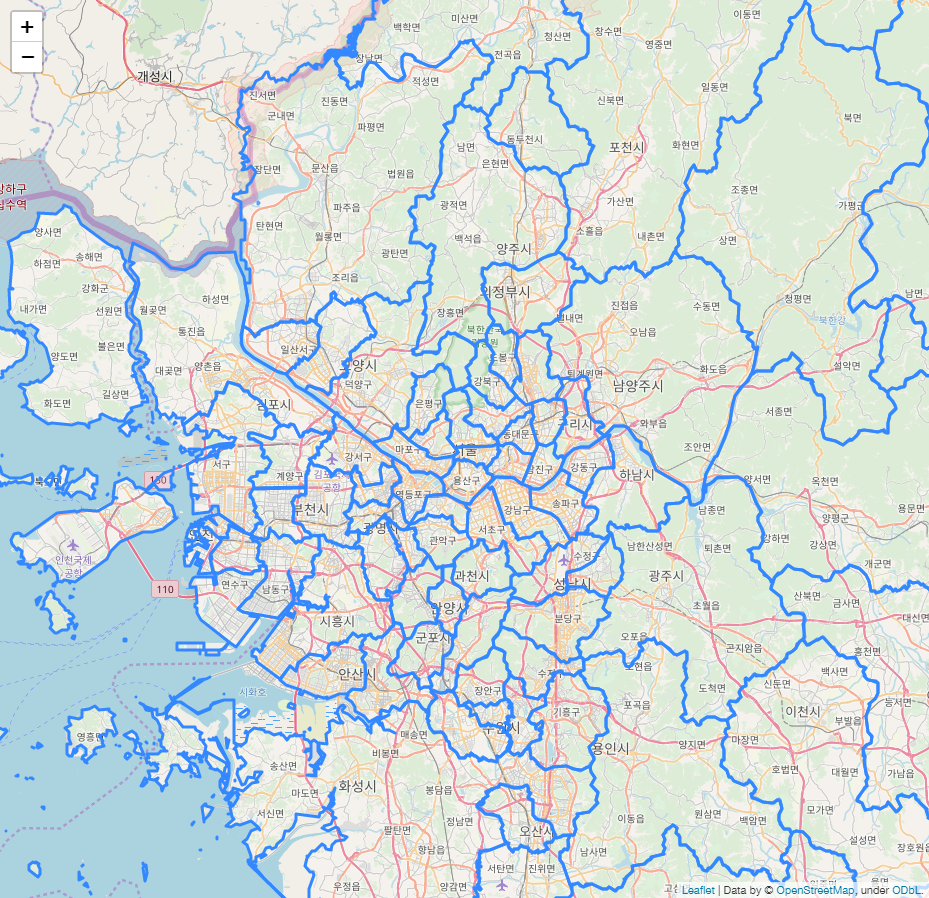 +
−
미산면
백학면
이동면
창수면
청산면
영중면
전곡읍
장남면
개성시
적성면
일동면
진서면
진동면
신북면
군내면
북면
파평면
동두천시
남면
포천시
화현면
은현면
장단면
문산읍
법원읍
조종면
파주읍
광적면
가산면
탄현면
양사면
월롱면
백석읍
소흘읍
내촌면
상면
송해면
하점면
광탄면
양주시
조리읍
강화군
의정부시
하성면
청평면
남면
내가면
선원면
월곶면
장흥면
진접읍
수동면
별내면
북한강
통진읍
오남읍
불은면
일산서구
양도면
도봉구
대곶면
양촌읍
고양시
화도읍
설악면
퇴계원면
덕양구
강북구
남양주시
길상면
화도면
김포시
은평구
서종면
구리시
와부읍
동대문구
조안면
마포구
서울
강서구
서구
계양구
하남시
강동구
광진구
양서면
옥천면
용산구
영등포구
130
부천시
강남구
송파구
남종면
용문면
양평군
서초구
광명시
인천
관악구
강하면
강상면
남한산성면
퇴촌면
수정구
인천국제
공항
개군면
과천시
광주시
성남시
연수구
남동구
110
산북면
금사면
초월읍
안양시
대신면
분당구
시흥시
오포읍
군포시
곤지암읍
흥천면
백사면
안산시
신둔면
도척면
장안구
시화호
능서면
포곡읍
이천시
기흥구
부발읍
수원시
매송면
영흥면
마장면
양지면
용인시
비봉면
송산면
호법면
대월면
가남읍
화성시
봉담읍
마도면
모가면
서신면
원삼면
이동읍
정남면
백암면
오산시
팔탄면
설성면
장호원읍
향남읍
남사면
서탄면
진위면
우정읍
양감면
Leaflet | Data by © OpenStreetMap, under ODbL.